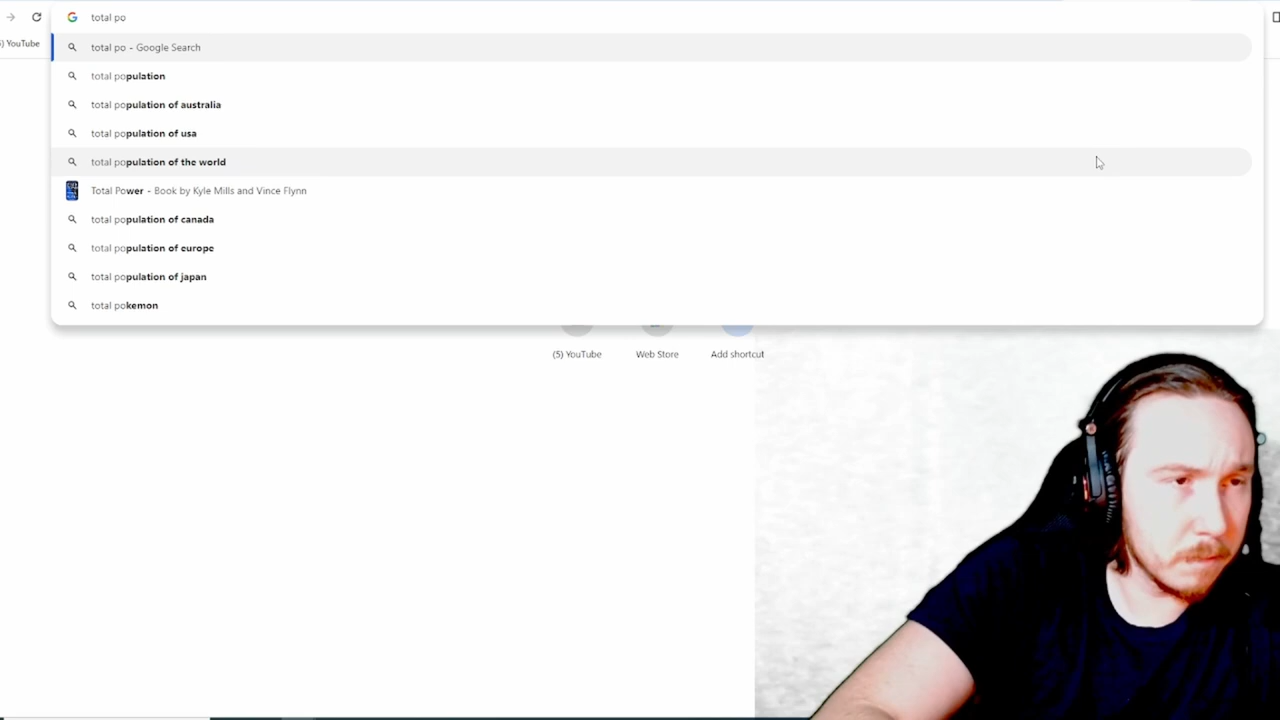 total po
) YouTube
total po - Google Search
total population
total population of australia
total population of usa
total population of the world
Total Power - Book by Kyle Mills and Vince Flynn
total population of canada
total population of europe
total population of japan
total pokemon
(5) YouTube
Web Store
Add shortcut